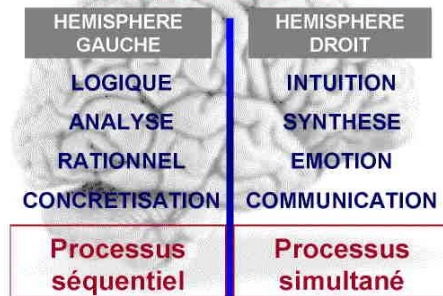 HEMISPHERE
GAUCHE
LOGIQUE
ANALYSE
RATIONNEL
CONCRETISATION
Processus
séquentiel
HEMISPHERE
DROIT
INTUITION
SYNTHESE
EMOTION
COMMUNICATION
Processus
simultané